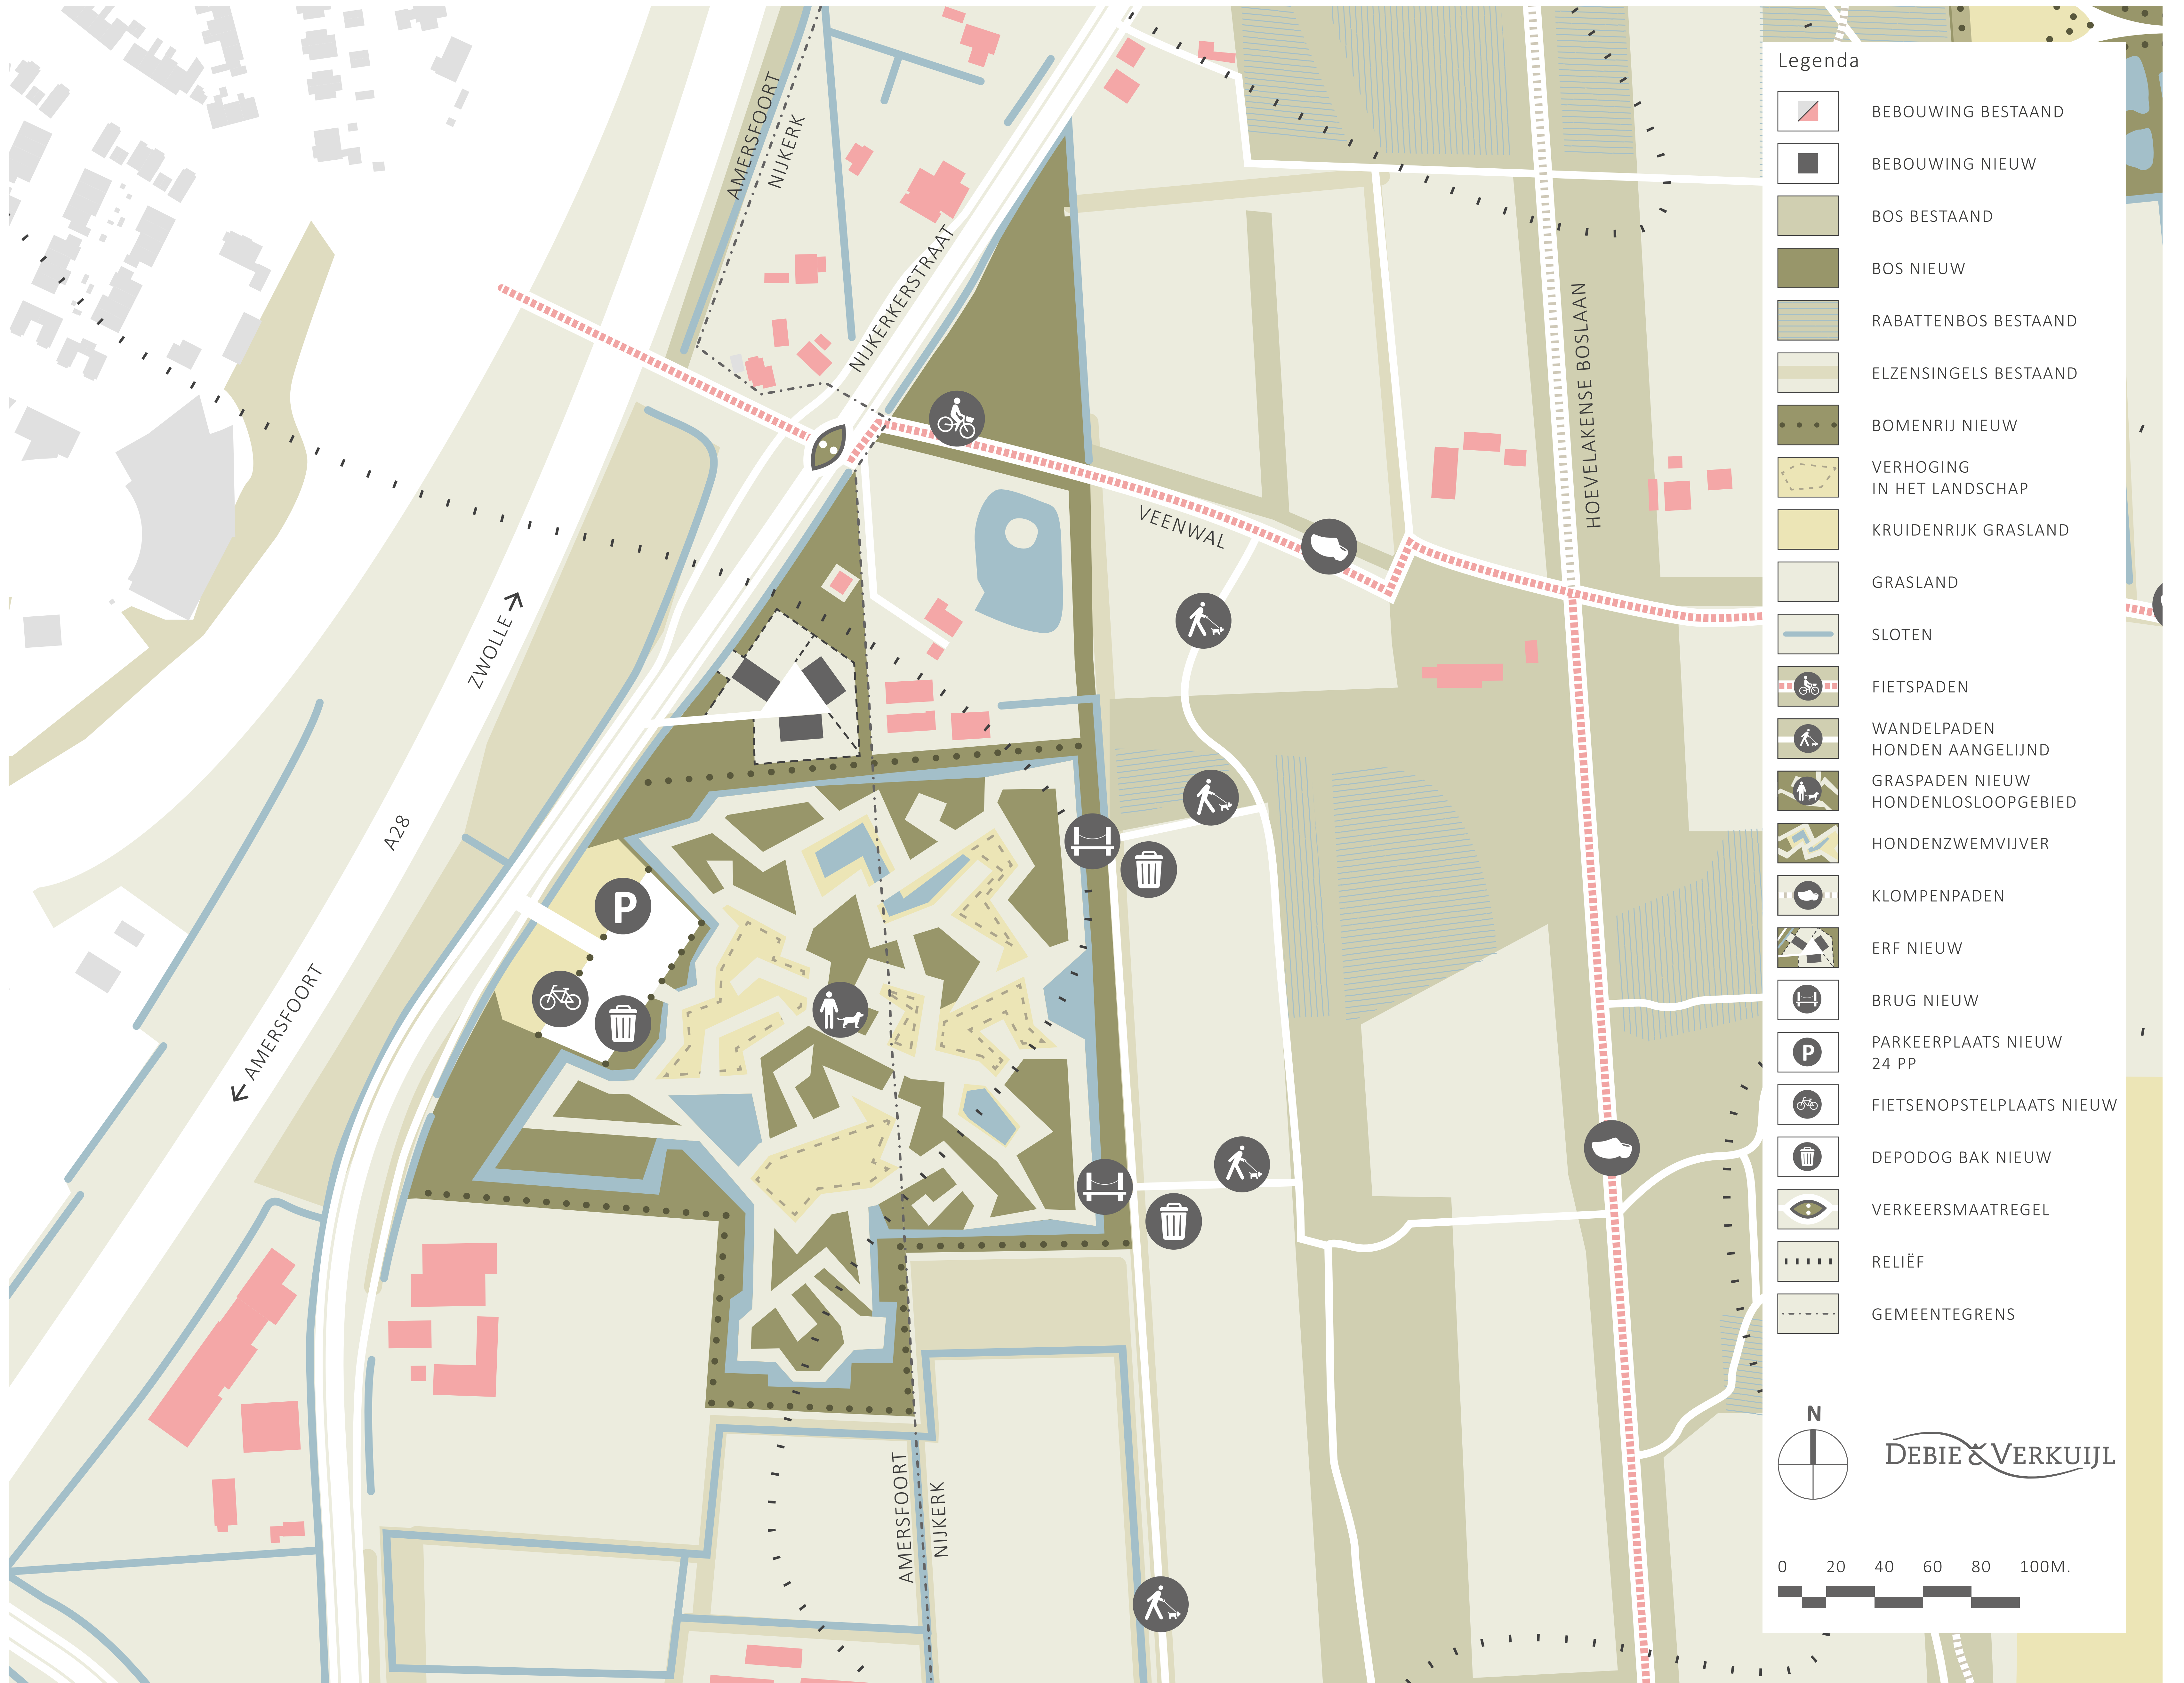 AMERSFOORT
NIJKERK
NIJKERKERSTRAAT
HOEVELAKENSE BOSLAAN
VEENWAL
ZWOLLE
A28
AMERSFOORT
P
AMERSFOORT
NIJKERK
Legenda
BEBOUWING BESTAAND
BEBOUWING NIEUW
BOS BESTAAND
BOS NIEUW
RABATTENBOS BESTAAND
ELZENSINGELS BESTAAND
BOMENRIJ NIEUW
VERHOGING
IN HET LANDSCHAP
KRUIDENRIJK GRASLAND
GRASLAND
SLOTEN
FIETSPADEN
WANDELPADEN
HONDEN AANGELIJND
GRASPADEN NIEUW
HONDENLOSLOOPGEBIED
HONDENZWEMVIJVER
KLOMPENPADEN
ERF NIEUW
BRUG NIEUW
P
PARKEERPLAATS NIEUW
24 PP
FIETSENOPSTELPLAATS NIEUW
DEPODOG BAK NIEUW
VERKEERSMAATREGEL
RELIËF
GEMEENTEGRENS
N
DEBIE & VERKUIJL
0 20 40 60 80 100M.